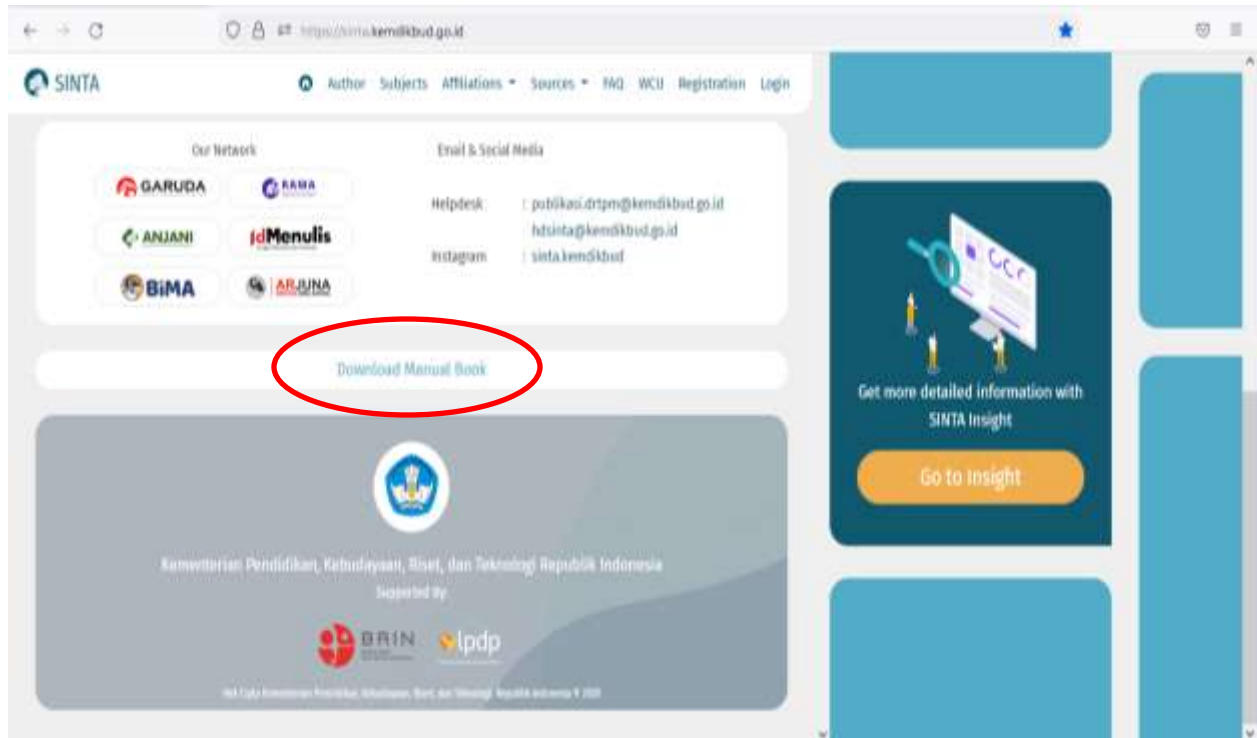 https://sinta.kemdikbud.go.id
SINTA
Author Subjects Affiliations Sources FAQ WCU Registration Login
Our Network
GARUDA
RAMA
ANJANI
idMenulis
BiMA
ARJUNA
Email & Social Media
Helpdesk : publikasi.drtpm@kemdikbud.go.id
hdsinta@kemdikbud.go.id
Instagram : sinta.kemdikbud
Download Manual Book
Kementerian Pendidikan, Kebudayaan, Riset, dan Teknologi Republik Indonesia
Supported By
BRIN
lpdp
Get more detailed information with
SINTA Insight
Go to Insight